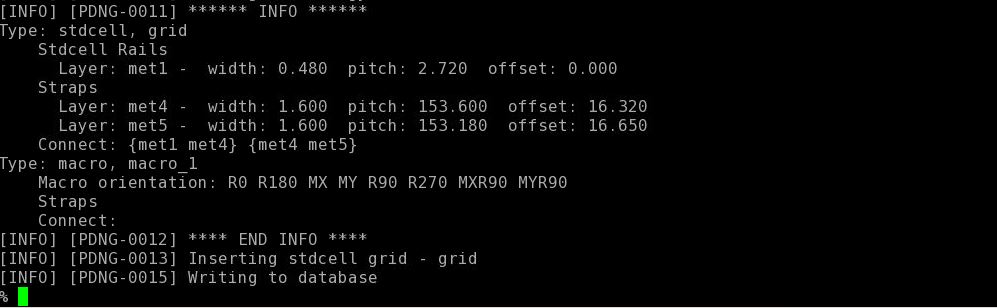 [INFO] [PDNG-0011] ****** INFO ******
Type: stdcell, grid
    Stdcell Rails
      Layer: met1 -  width: 0.480  pitch: 2.720  offset: 0.000
    Straps
      Layer: met4 -  width: 1.600  pitch: 153.600  offset: 16.320
      Layer: met5 -  width: 1.600  pitch: 153.180  offset: 16.650
    Connect: {met1 met4} {met4 met5}
Type: macro, macro_1
    Macro orientation: R0 R180 MX MY R90 R270 MXR90 MYR90
    Straps
    Connect:
[INFO] [PDNG-0012] **** END INFO ****
[INFO] [PDNG-0013] Inserting stdcell grid - grid
[INFO] [PDNG-0015] Writing to database
%